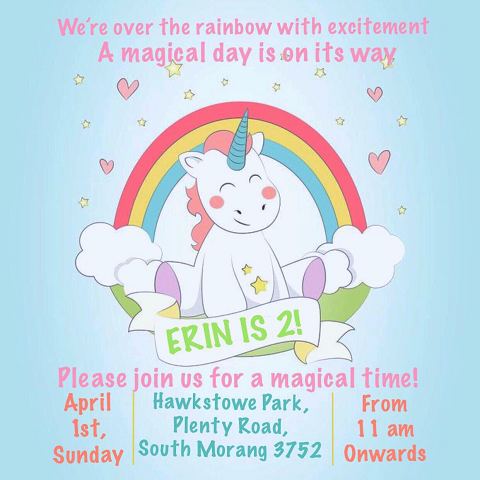 We're over the rainbow with excitement
A magical day is on its way
ERIN IS 2!
Please join us for a magical time!
April
1st,
Sunday
Hawkstowe Park,
Plenty Road,
South Morang 3752
From
11 am
Onwards